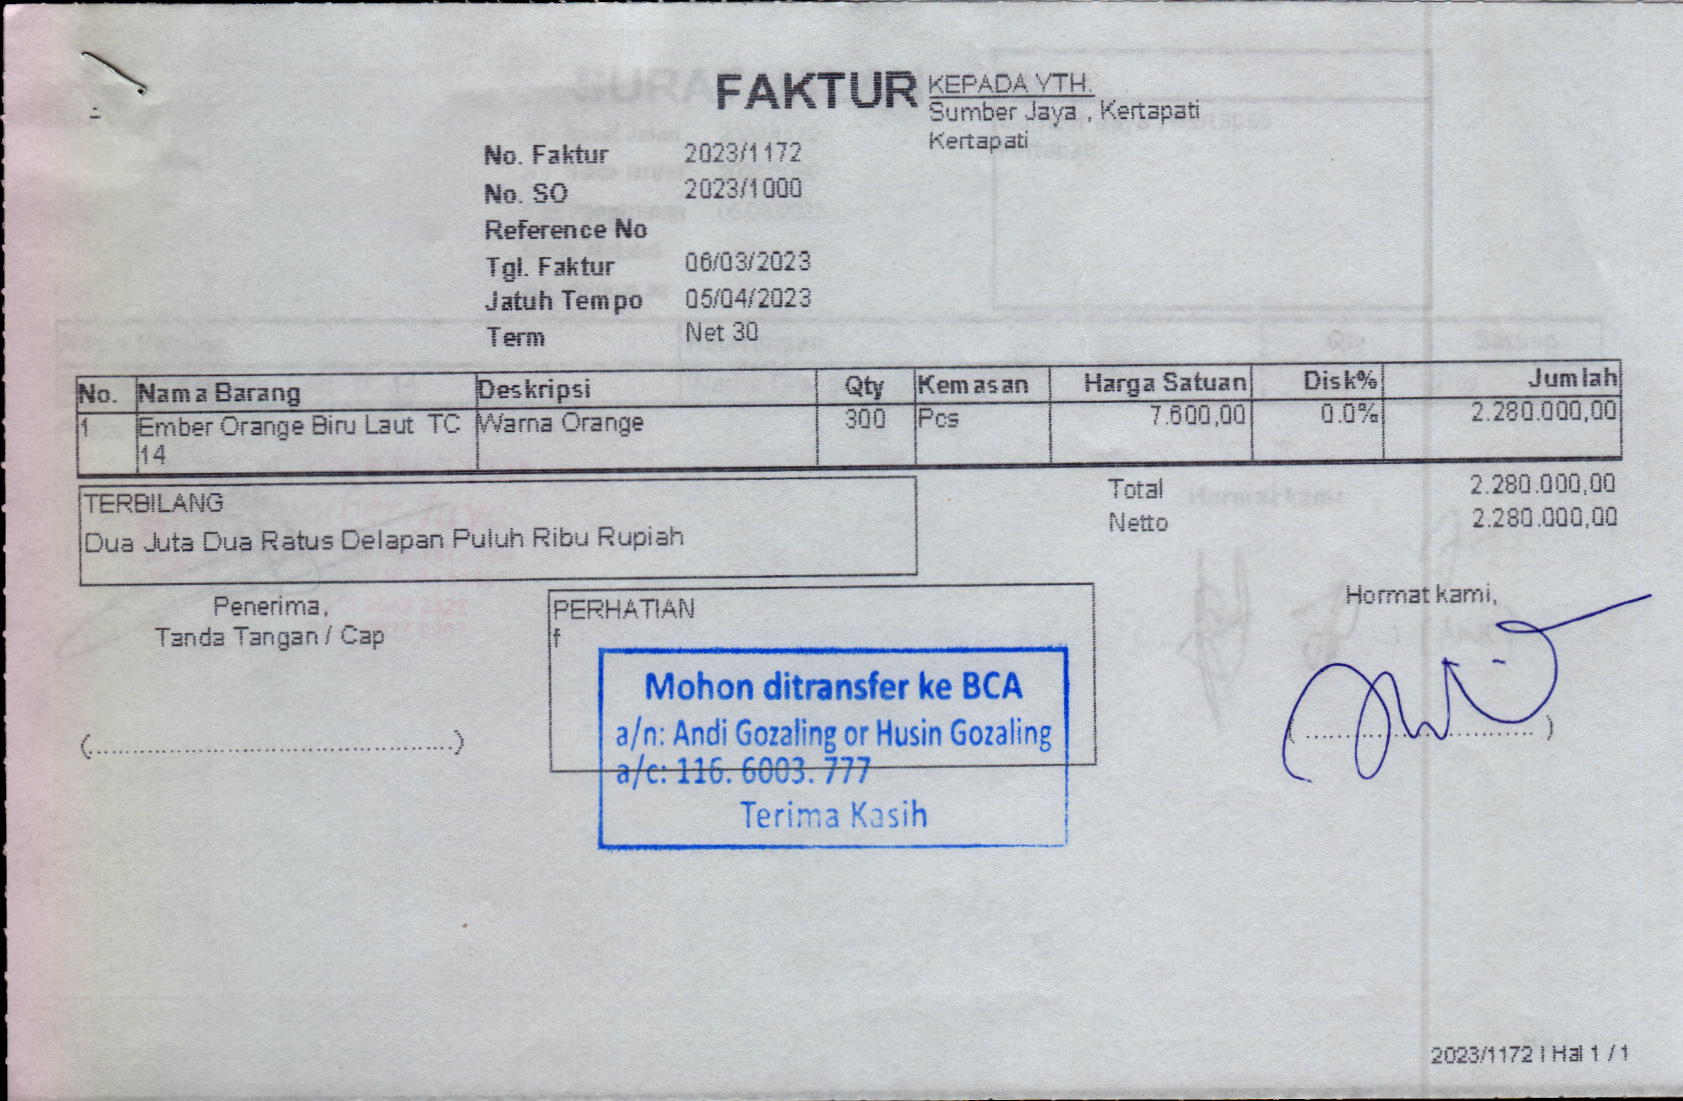 FAKTUR
KEPADA YTH.
Sumber Jaya , Kertapati
Kertapati
No. Faktur 2023/1172
No. SO 2023/1000
Reference No
Tgl. Faktur 06/03/2023
Jatuh Tempo 05/04/2023
Term Net 30
No. Nama Barang Deskripsi Qty Kemasan Harga Satuan Disk% Jumlah
1 Ember Orange Biru Laut TC Warna Orange 300 Pcs 7.600,00 0.0% 2.280.000,00
14
TERBILANG
Dua Juta Dua Ratus Delapan Puluh Ribu Rupiah
Total 2.280.000,00
Netto 2.280.000,00
Penerima,
Tanda Tangan / Cap
(............................................)
PERHATIAN
f
Mohon ditransfer ke BCA
a/n: Andi Gozaling or Husin Gozaling
a/c: 116. 6003. 777
Terima Kasih
Hormat kami,
2023/1172 | Hal 1 / 1